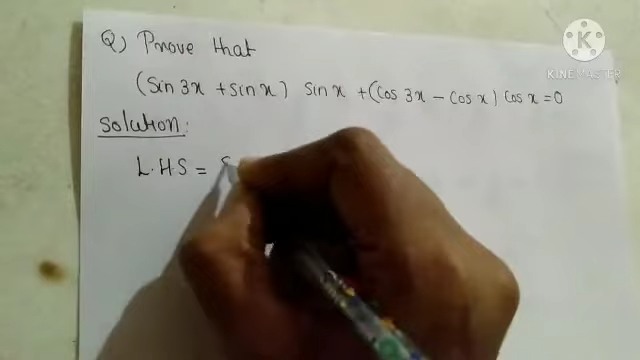 Q) Prove that
(Sin 3x + sin x) sin x + (cos 3x - cos x) cos x = 0
Solution:
L.H.S = S
KINEMASTER